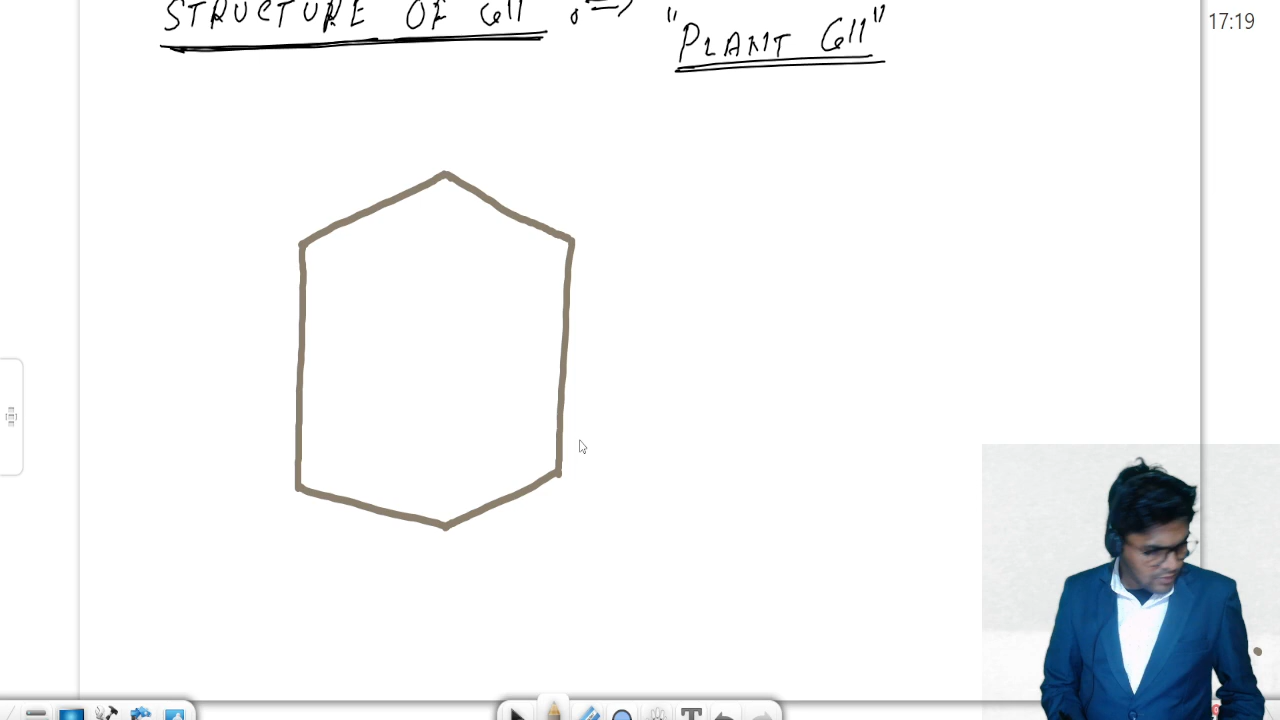 STRUCTURE OF Cell :=>
"PLANT Cell"
17:19